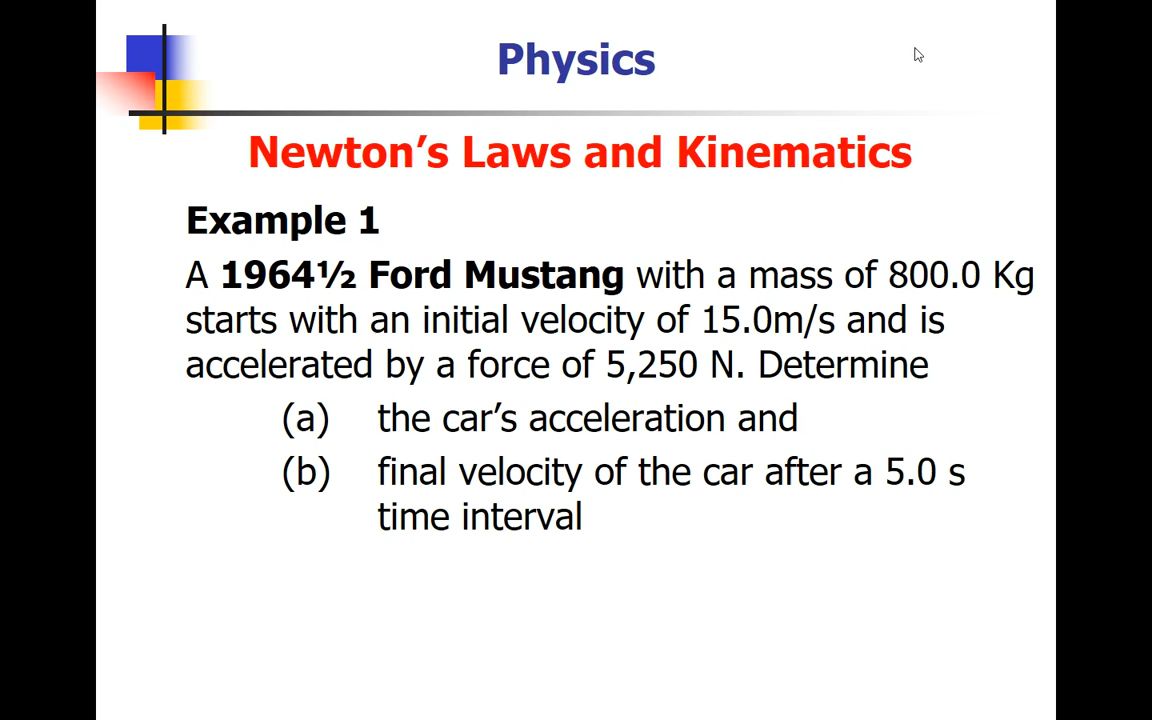 Physics
Newton’s Laws and Kinematics
Example 1
A 1964½ Ford Mustang with a mass of 800.0 Kg
starts with an initial velocity of 15.0m/s and is
accelerated by a force of 5,250 N. Determine
(a) the car’s acceleration and
(b) final velocity of the car after a 5.0 s
time interval